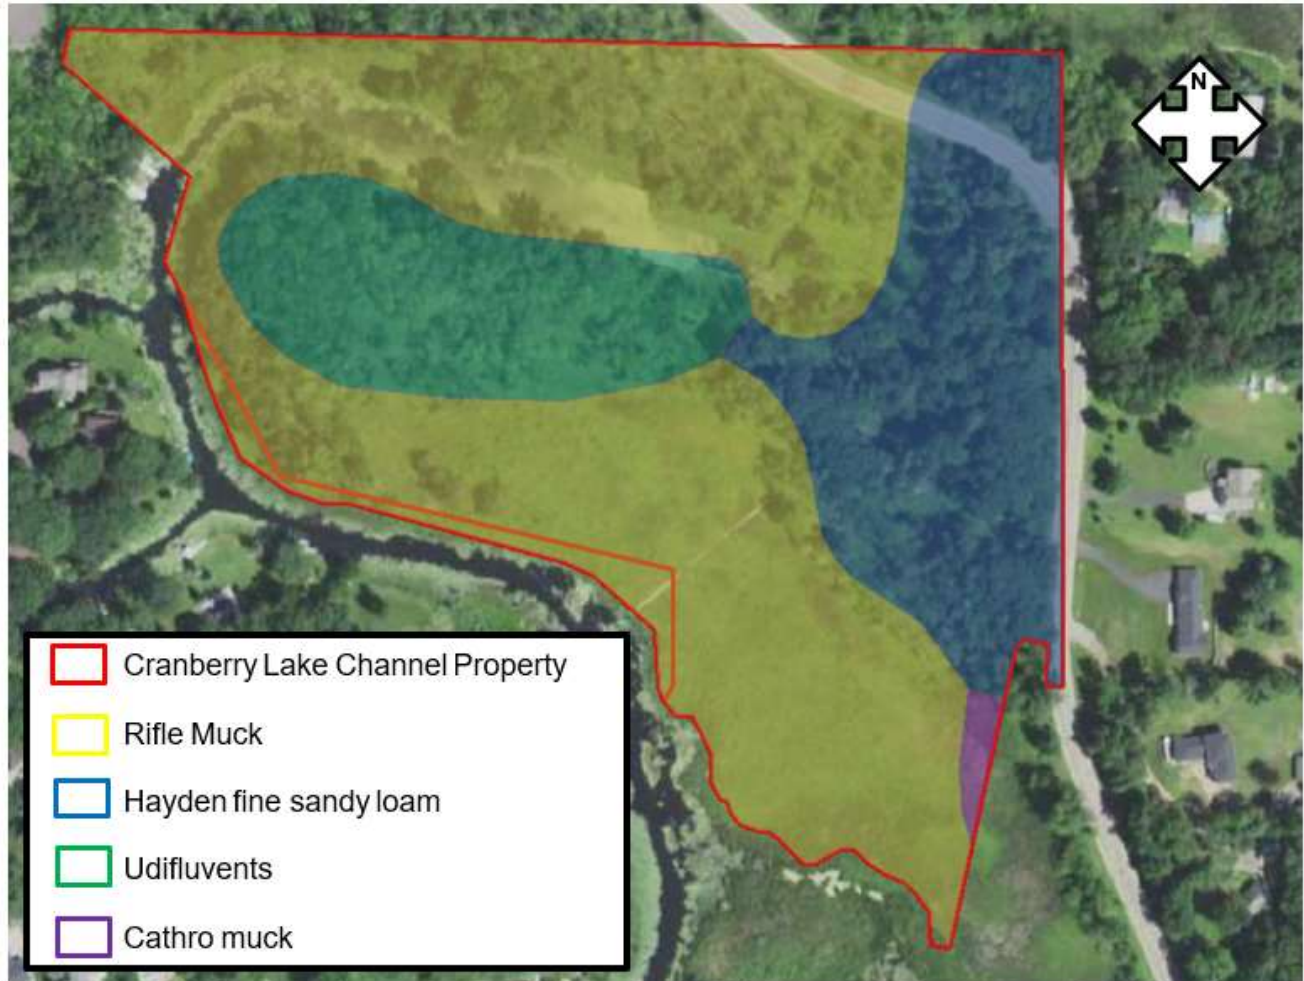 N
Cranberry Lake Channel Property
Rifle Muck
Hayden fine sandy loam
Udifluvents
Cathro muck